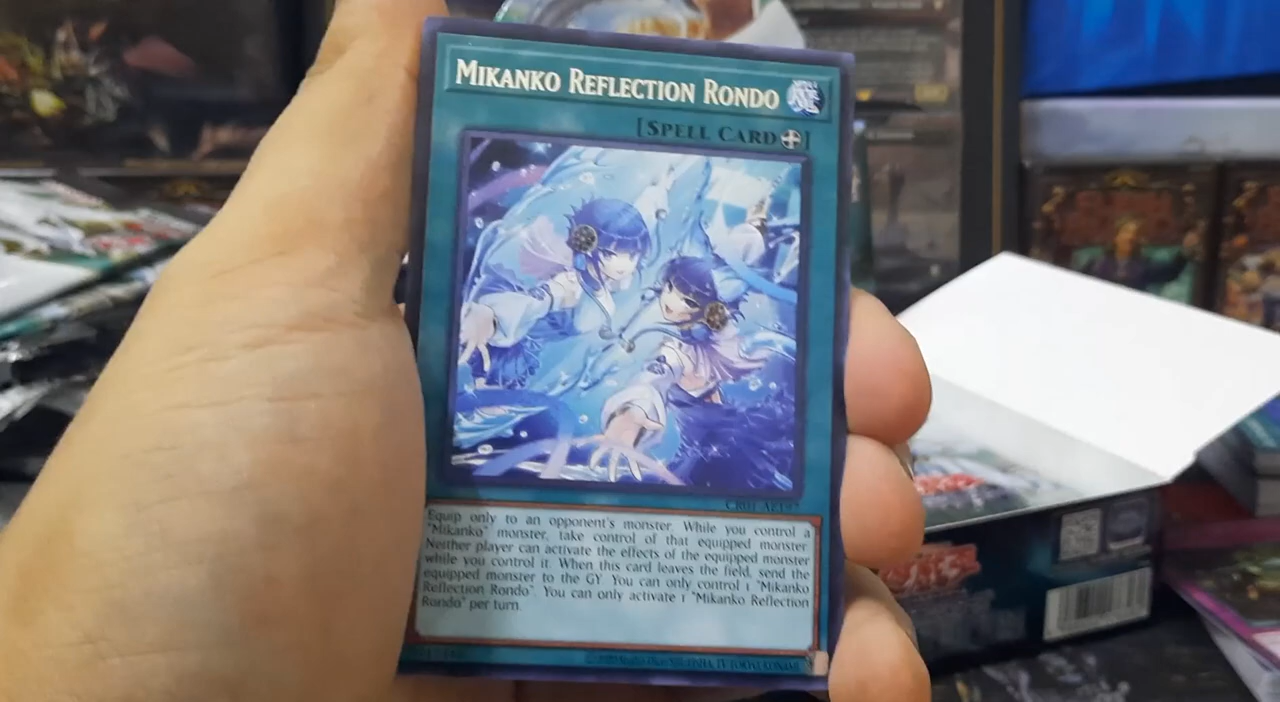 MIKANKO REFLECTION RONDO
[SPELL CARD]
Equip only to an opponent's monster. While you control a
"Mikanko" monster, take control of that equipped monster.
Neither player can activate the effects of the equipped monster
while you control it. When this card leaves the field, send the
equipped monster to the GY. You can only control 1 "Mikanko
Reflection Rondo". You can only activate 1 "Mikanko Reflection
Rondo" per turn.